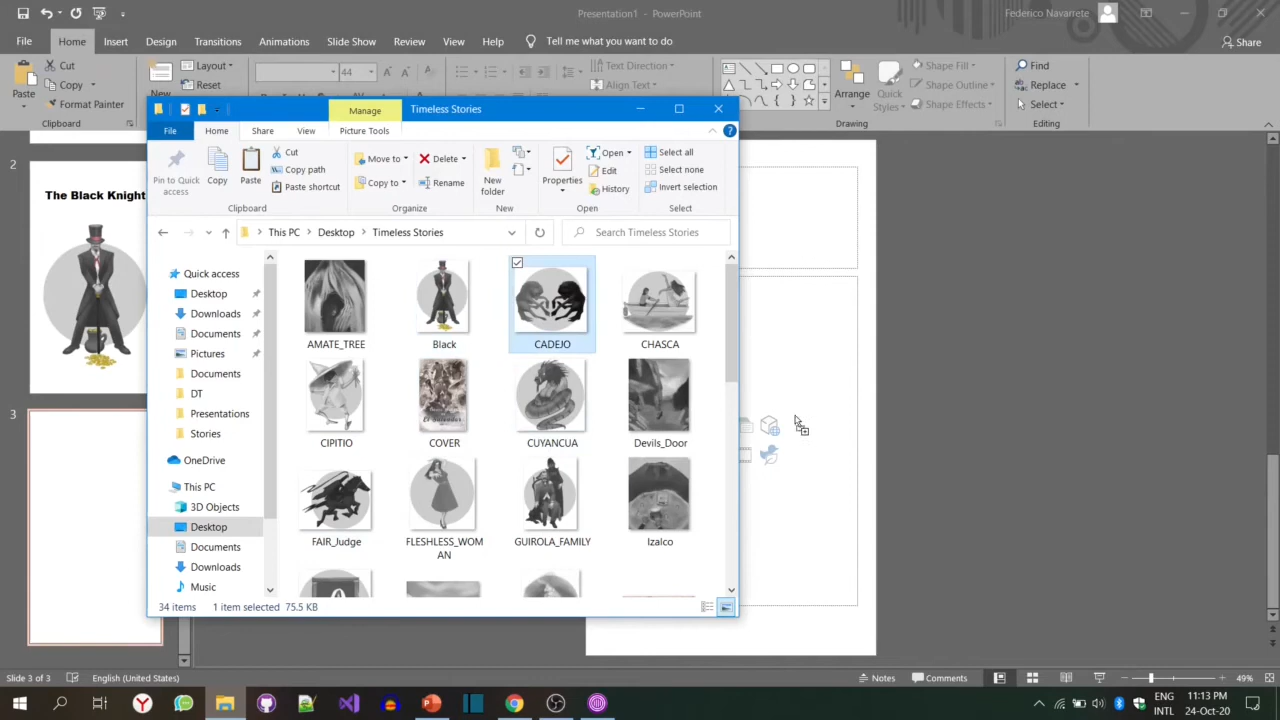 Presentation1 - PowerPoint
Federico Navarrete
File Home Insert Design Transitions Animations Slide Show Review View Help Tell me what you want to do Share
Paste
Cut
Copy
Format Painter
Clipboard
New
Layout
Reset
44
Text Direction
Align Text
Arrange
Quick Styles
Shape Fill
Shape Outline
Shape Effects
Drawing
Find
Replace
Select
Editing
Manage
Timeless Stories
File Home Share View Picture Tools
Pin to Quick access
Copy
Paste
Cut
Copy path
Paste shortcut
Clipboard
Move to
Copy to
Delete
Rename
Organize
New folder
New
Properties
Open
Edit
History
Open
Select all
Select none
Invert selection
Select
This PC Desktop Timeless Stories
Search Timeless Stories
Quick access
Desktop
Downloads
Documents
Pictures
Documents
DT
Presentations
Stories
OneDrive
This PC
3D Objects
Desktop
Documents
Downloads
Music
AMATE_TREE
Black
CADEJO
CHASCA
CIPITIO
COVER
CUYANCUA
Devils_Door
FAIR_Judge
FLESHLESS_WOMAN
GUIROLA_FAMILY
Izalco
34 items 1 item selected 75.5 KB
2
The Black Knight
3
Slide 3 of 3
English (United States)
Notes
Comments
49%
ENG
INTL
11:13 PM
24-Oct-20